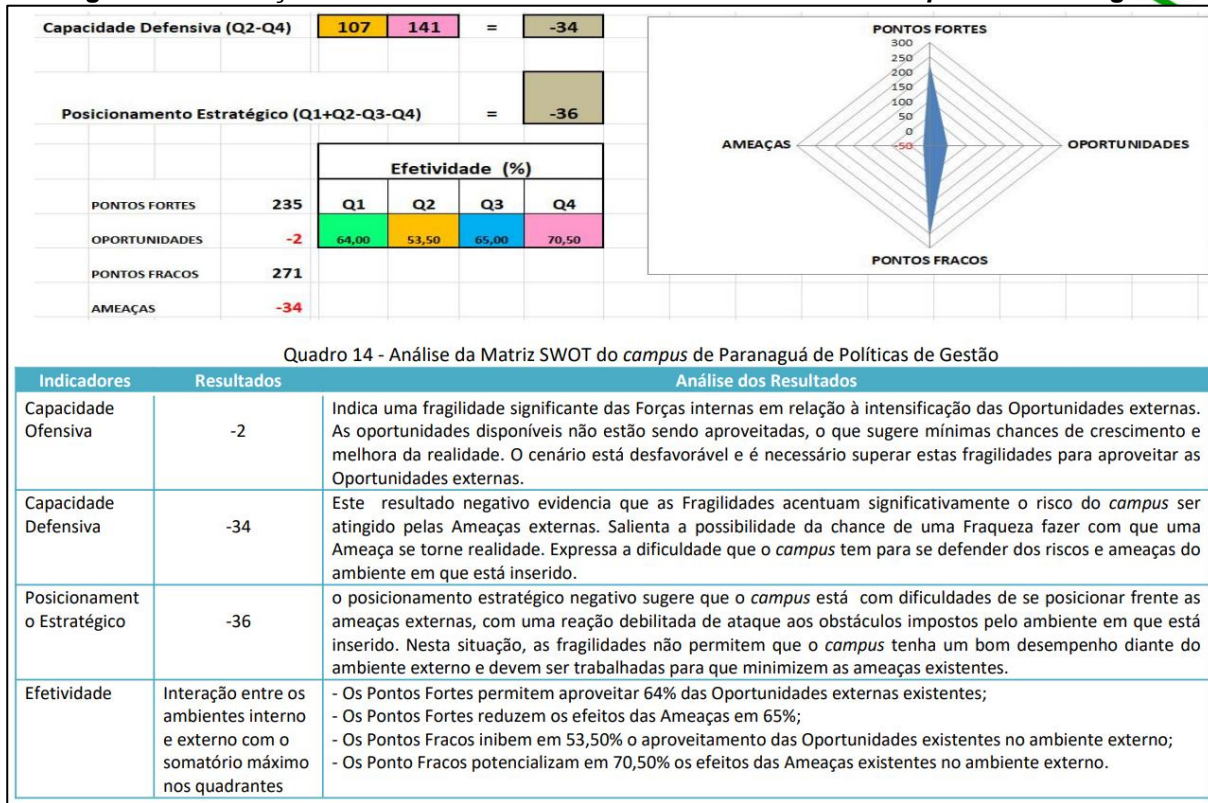 Capacidade Defensiva (Q2-Q4) 107 141 = -34
Posicionamento Estratégico (Q1+Q2-Q3-Q4) = -36
Efetividade (%)
PONTOS FORTES 235 Q1 Q2 Q3 Q4
OPORTUNIDADES -2 64,00 53,50 65,00 70,50
PONTOS FRACOS 271
AMEAÇAS -34
PONTOS FORTES
300
250
200
150
100
50
0
-50
AMEAÇAS
OPORTUNIDADES
PONTOS FRACOS
Quadro 14 - Análise da Matriz SWOT do campus de Paranaguá de Políticas de Gestão
Indicadores Resultados Análise dos Resultados
Capacidade
Ofensiva
-2
Indica uma fragilidade significante das Forças internas em relação à intensificação das Oportunidades externas.
As oportunidades disponíveis não estão sendo aproveitadas, o que sugere mínimas chances de crescimento e
melhora da realidade. O cenário está desfavorável e é necessário superar estas fragilidades para aproveitar as
Oportunidades externas.
Capacidade
Defensiva
-34
Este resultado negativo evidencia que as Fragilidades acentuam significativamente o risco do campus ser
atingido pelas Ameaças externas. Salienta a possibilidade da chance de uma Fraqueza fazer com que uma
Ameaça se torne realidade. Expressa a dificuldade que o campus tem para se defender dos riscos e ameaças do
ambiente em que está inserido.
Posicionament
o Estratégico
-36
o posicionamento estratégico negativo sugere que o campus está com dificuldades de se posicionar frente as
ameaças externas, com uma reação debilitada de ataque aos obstáculos impostos pelo ambiente em que está
inserido. Nesta situação, as fragilidades não permitem que o campus tenha um bom desempenho diante do
ambiente externo e devem ser trabalhadas para que minimizem as ameaças existentes.
Efetividade
Interação entre os
ambientes interno
e externo com o
somatório máximo
nos quadrantes
- Os Pontos Fortes permitem aproveitar 64% das Oportunidades externas existentes;
- Os Pontos Fortes reduzem os efeitos das Ameaças em 65%;
- Os Pontos Fracos inibem em 53,50% o aproveitamento das Oportunidades existentes no ambiente externo;
- Os Ponto Fracos potencializam em 70,50% os efeitos das Ameaças existentes no ambiente externo.